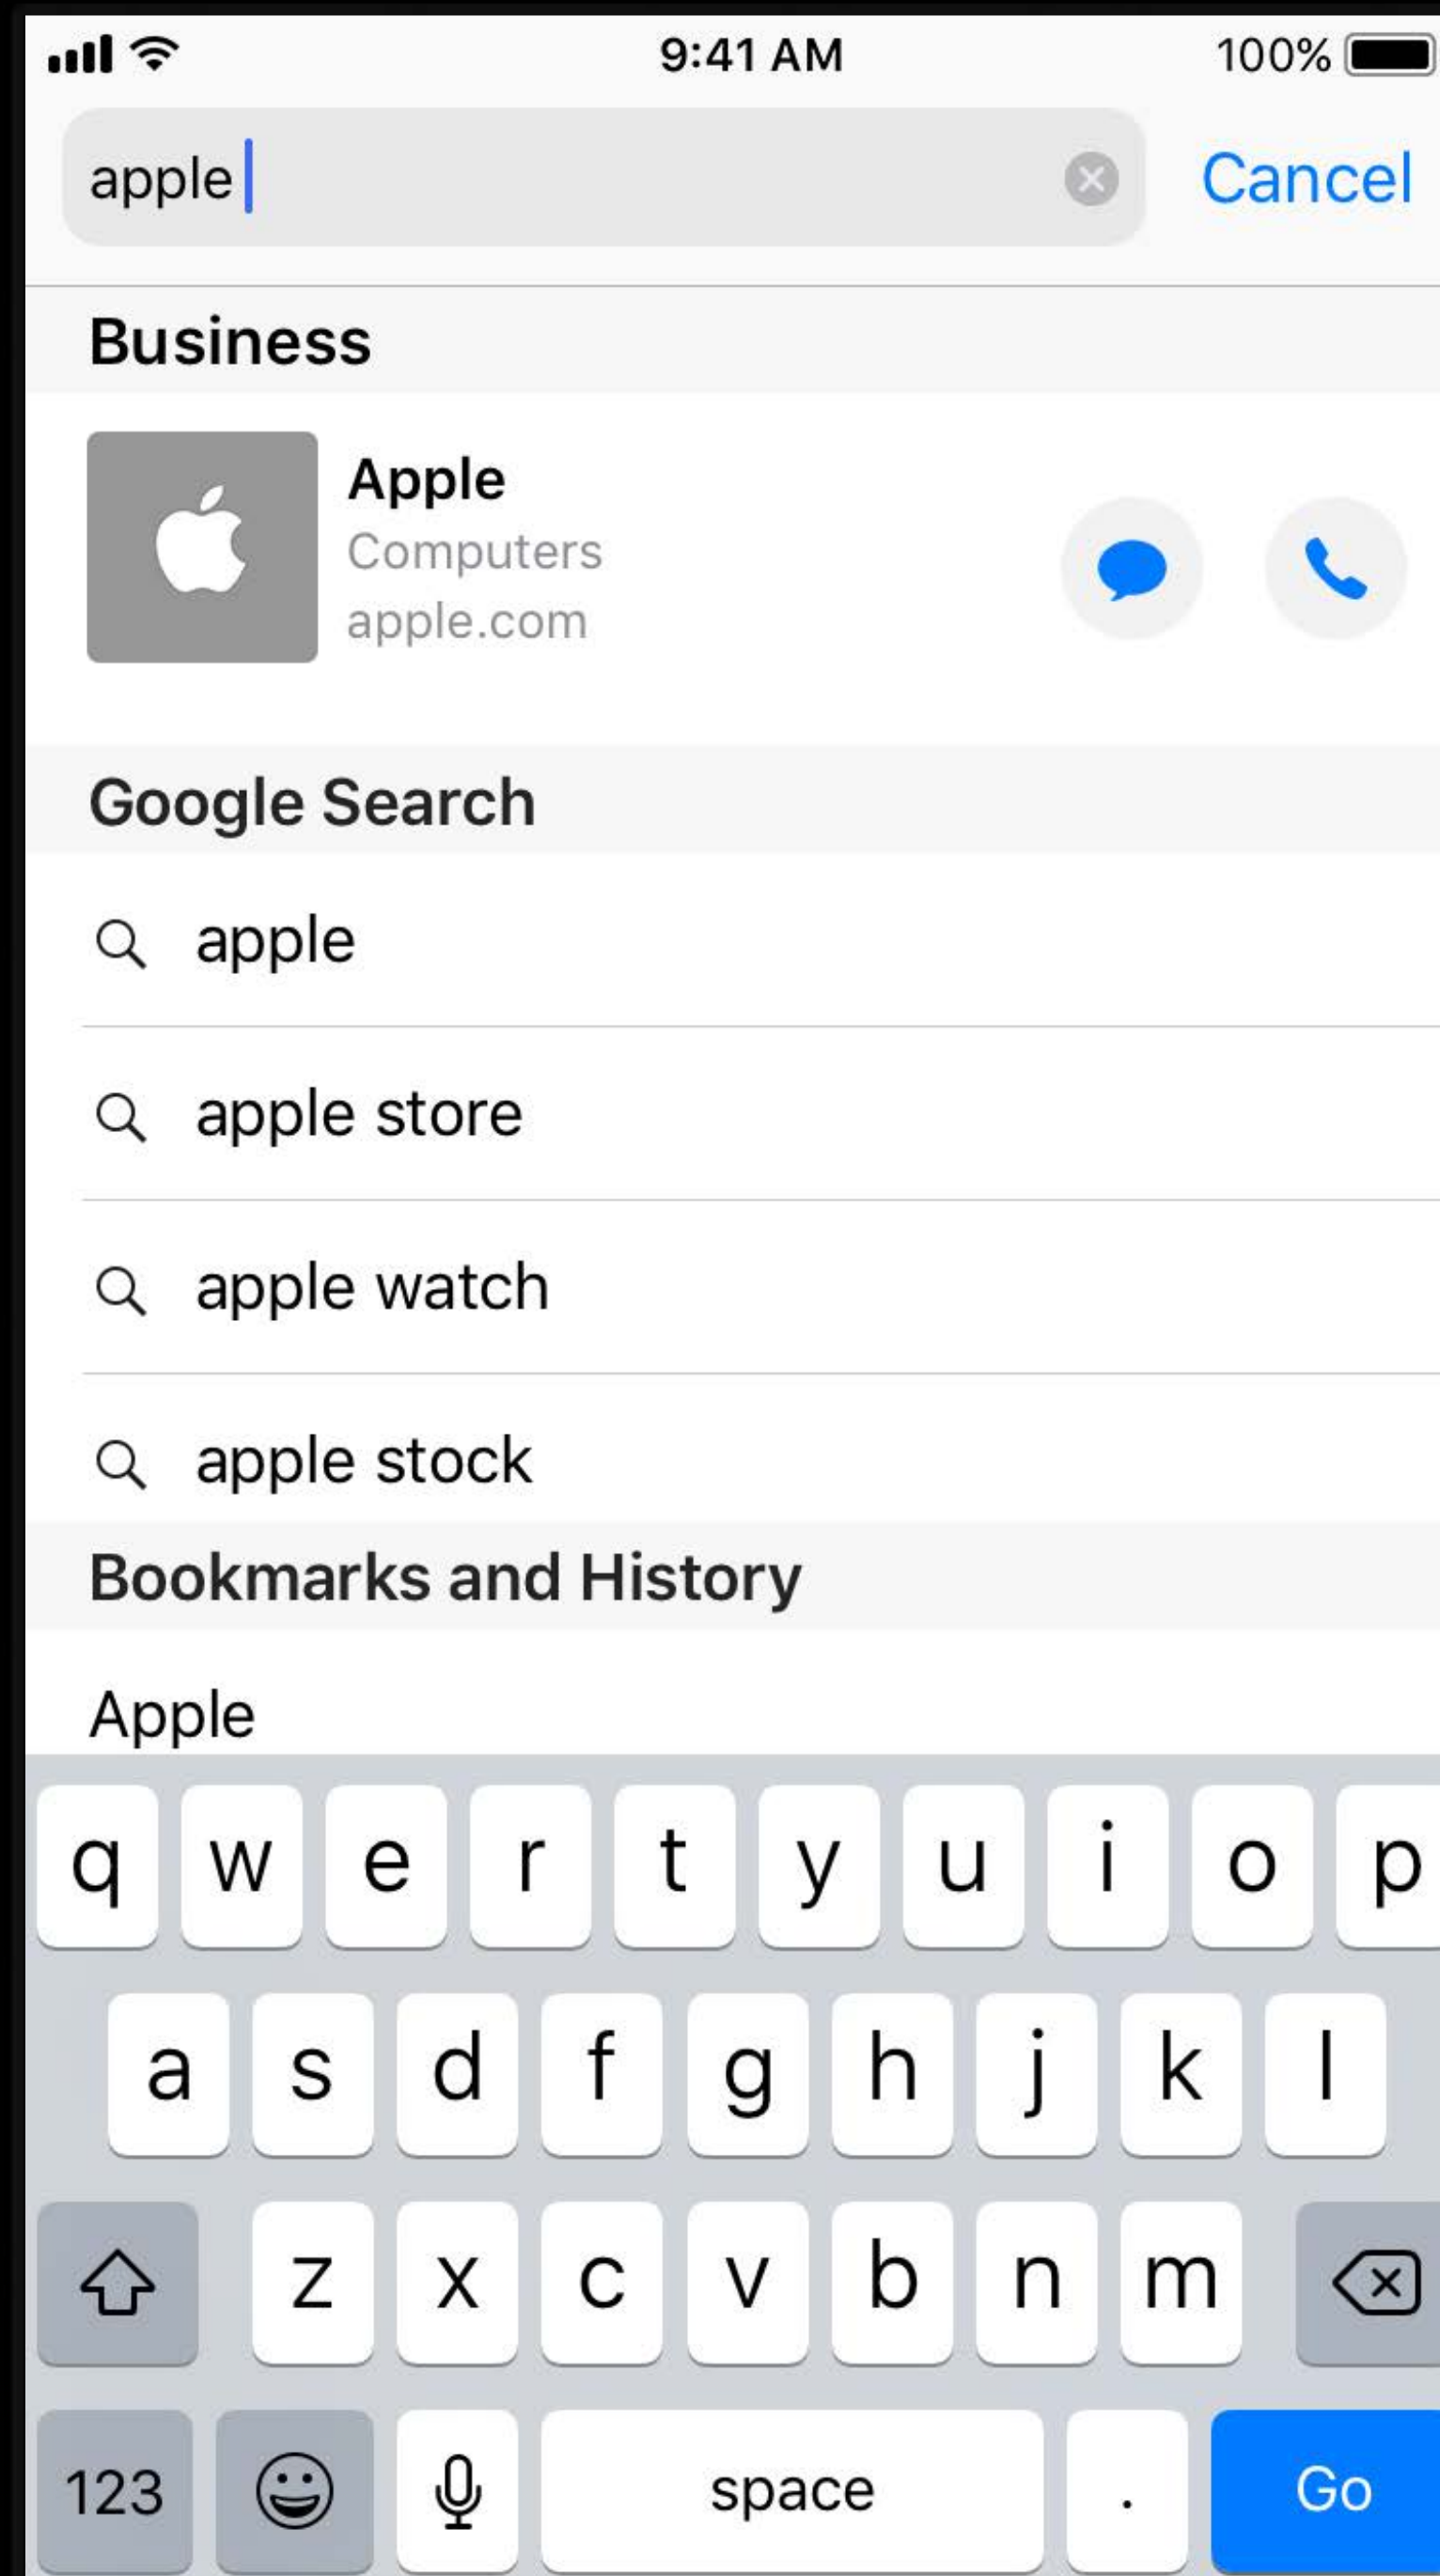 9:41 AM 100%
apple Cancel
Business
Apple
Computers
apple.com
Google Search
apple
apple store
apple watch
apple stock
Bookmarks and History
Apple
q w e r t y u i o p
a s d f g h j k l
z x c v b n m
123 space . Go